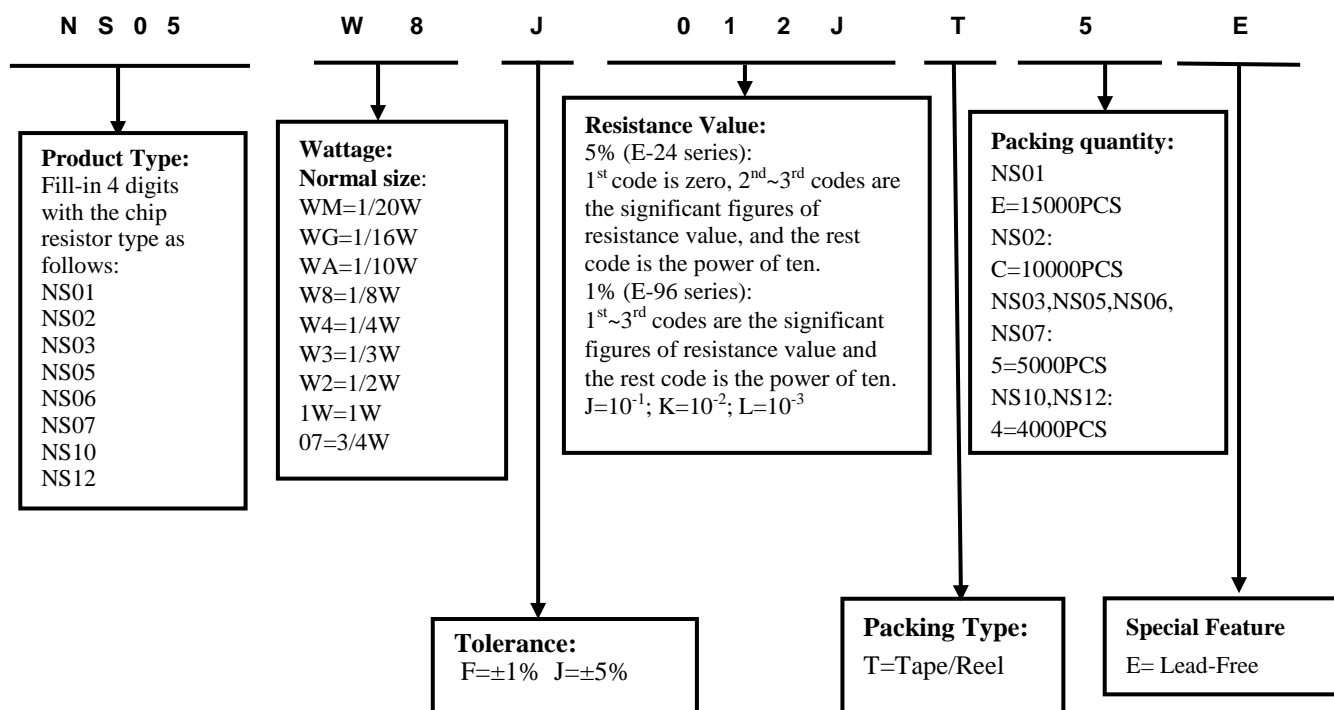 N S 0 5 W 8 J 0 1 2 J T 5 E
Product Type:
Fill-in 4 digits
with the chip
resistor type as
follows:
NS01
NS02
NS03
NS05
NS06
NS07
NS10
NS12
Wattage:
Normal size:
WM=1/20W
WG=1/16W
WA=1/10W
W8=1/8W
W4=1/4W
W3=1/3W
W2=1/2W
1W=1W
07=3/4W
Resistance Value:
5% (E-24 series):
1st code is zero, 2nd~3rd codes are
the significant figures of
resistance value, and the rest
code is the power of ten.
1% (E-96 series):
1st~3rd codes are the significant
figures of resistance value and
the rest code is the power of ten.
J=10-1; K=10-2; L=10-3
Packing quantity:
NS01
E=15000PCS
NS02:
C=10000PCS
NS03,NS05,NS06,
NS07:
5=5000PCS
NS10,NS12:
4=4000PCS
Tolerance:
F=±1% J=±5%
Packing Type:
T=Tape/Reel
Special Feature
E= Lead-Free